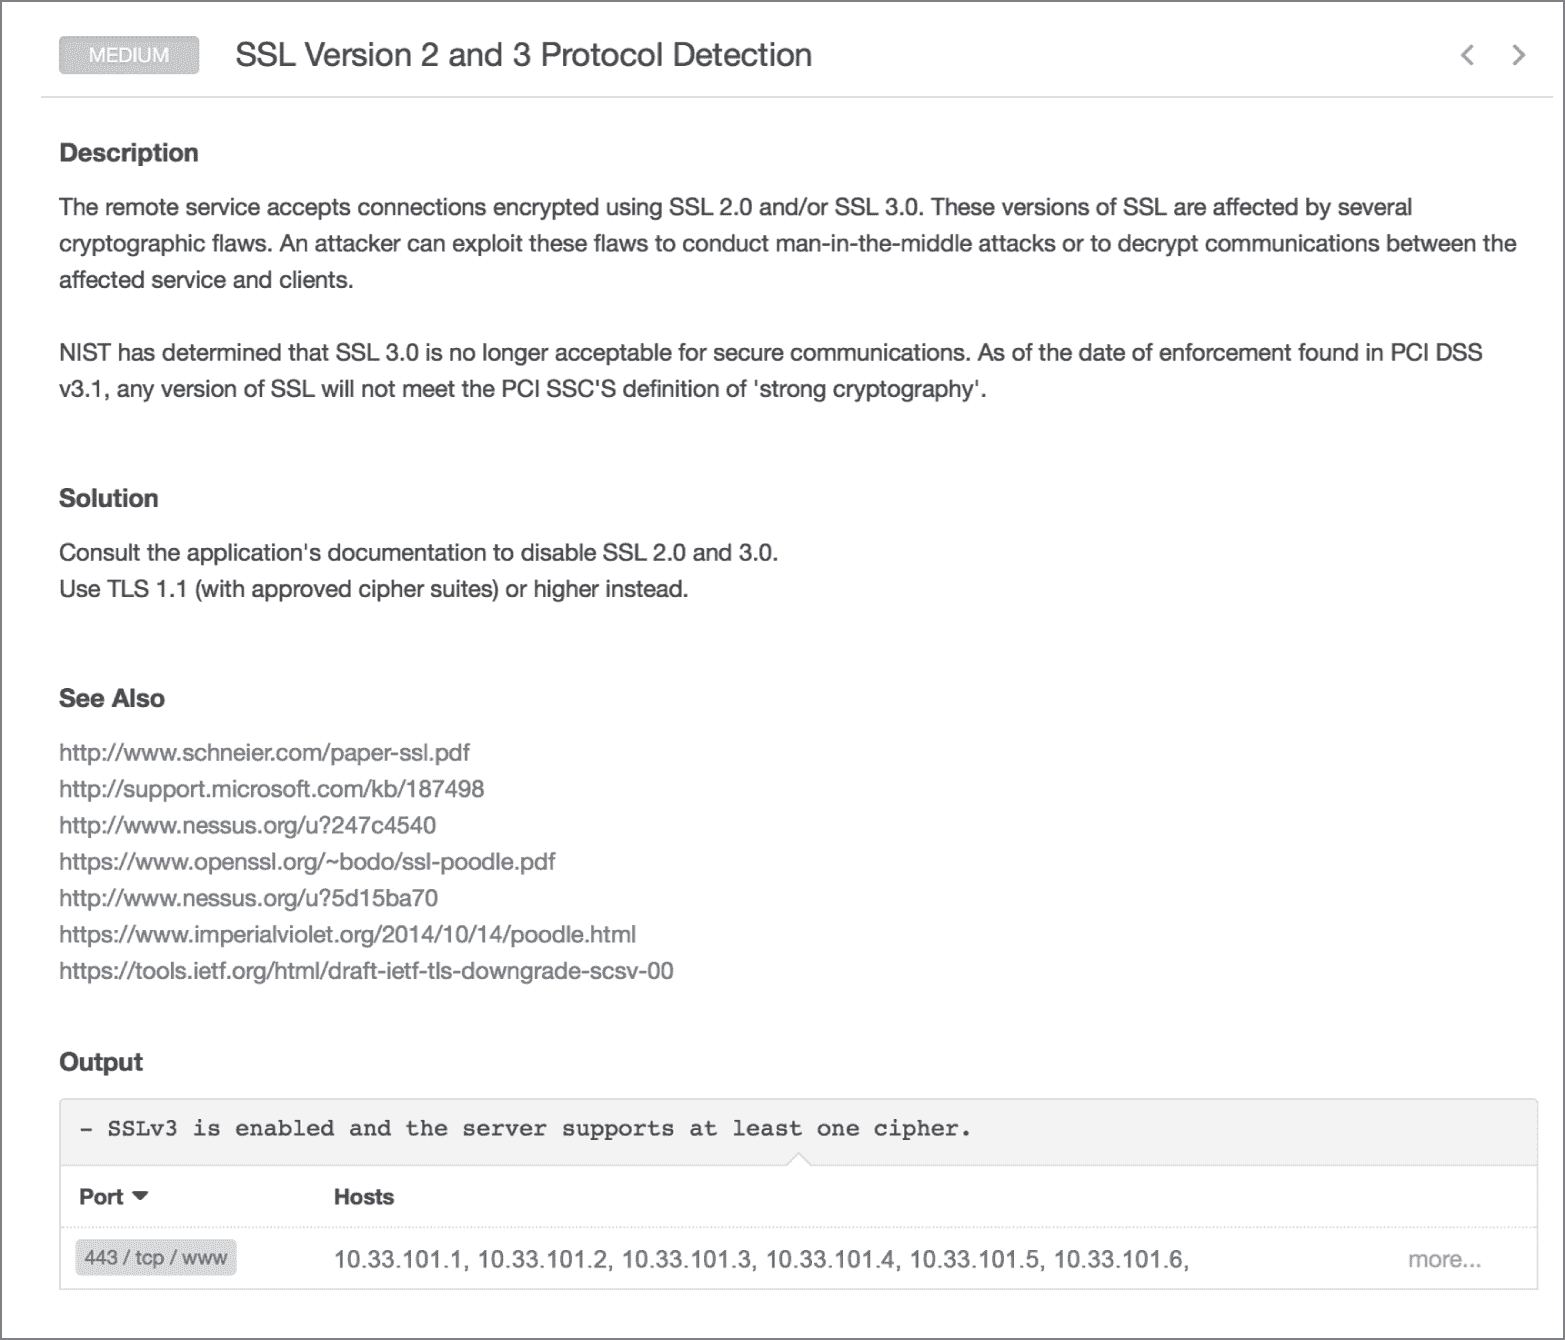 MEDIUM SSL Version 2 and 3 Protocol Detection
Description
The remote service accepts connections encrypted using SSL 2.0 and/or SSL 3.0. These versions of SSL are affected by several
cryptographic flaws. An attacker can exploit these flaws to conduct man-in-the-middle attacks or to decrypt communications between the
affected service and clients.
NIST has determined that SSL 3.0 is no longer acceptable for secure communications. As of the date of enforcement found in PCI DSS
v3.1, any version of SSL will not meet the PCI SSC'S definition of 'strong cryptography'.
Solution
Consult the application's documentation to disable SSL 2.0 and 3.0.
Use TLS 1.1 (with approved cipher suites) or higher instead.
See Also
http://www.schneier.com/paper-ssl.pdf
http://support.microsoft.com/kb/187498
http://www.nessus.org/u?247c4540
https://www.openssl.org/~bodo/ssl-poodle.pdf
http://www.nessus.org/u?5d15ba70
https://www.imperialviolet.org/2014/10/14/poodle.html
https://tools.ietf.org/html/draft-ietf-tls-downgrade-scsv-00
Output
- SSLv3 is enabled and the server supports at least one cipher.
Port Hosts
443 / tcp / www 10.33.101.1, 10.33.101.2, 10.33.101.3, 10.33.101.4, 10.33.101.5, 10.33.101.6, more...